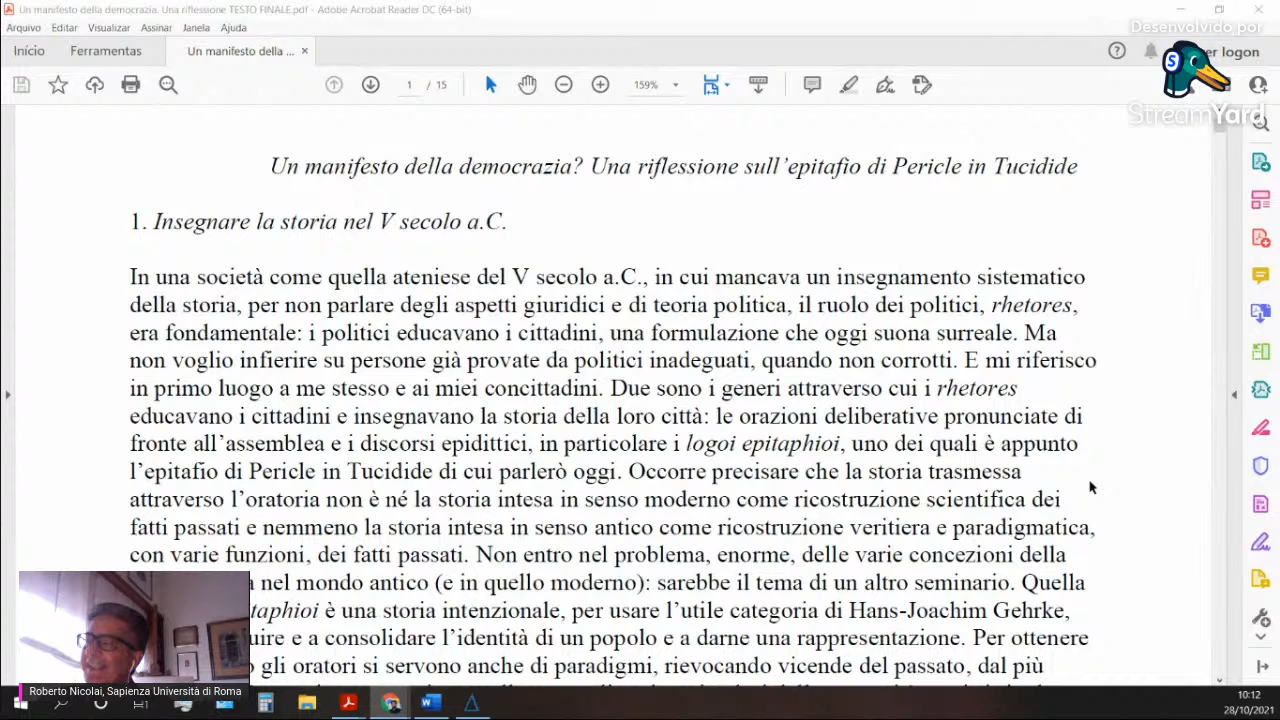 Un manifesto della democrazia. Una riflessione TESTO FINALE.pdf - Adobe Acrobat Reader DC (64-bit)
Desenvolvido por
Arquivo Editar Visualizar Assinar Janela Ajuda
Início Ferramentas Un manifesto della ... × logon
1 / 15 159%
StreamYard
Un manifesto della democrazia? Una riflessione sull'epitafio di Pericle in Tucidide
1. Insegnare la storia nel V secolo a.C.
In una società come quella ateniese del V secolo a.C., in cui mancava un insegnamento sistematico
della storia, per non parlare degli aspetti giuridici e di teoria politica, il ruolo dei politici, rhetores,
era fondamentale: i politici educavano i cittadini, una formulazione che oggi suona surreale. Ma
non voglio infierire su persone già provate da politici inadeguati, quando non corrotti. E mi riferisco
in primo luogo a me stesso e ai miei concittadini. Due sono i generi attraverso cui i rhetores
educavano i cittadini e insegnavano la storia della loro città: le orazioni deliberative pronunciate di
fronte all'assemblea e i discorsi epidittici, in particolare i logoi epitaphioi, uno dei quali è appunto
l'epitafio di Pericle in Tucidide di cui parlerò oggi. Occorre precisare che la storia trasmessa
attraverso l'oratoria non è né la storia intesa in senso moderno come ricostruzione scientifica dei
fatti passati e nemmeno la storia intesa in senso antico come ricostruzione veritiera e paradigmatica,
con varie funzioni, dei fatti passati. Non entro nel problema, enorme, delle varie concezioni della
nel mondo antico (e in quello moderno): sarebbe il tema di un altro seminario. Quella
taphioi è una storia intenzionale, per usare l'utile categoria di Hans-Joachim Gehrke,
uire e a consolidare l'identità di un popolo e a darne una rappresentazione. Per ottenere
gli oratori si servono anche di paradigmi, rievocando vicende del passato, dal più
Roberto Nicolai, Sapienza Università di Roma
10:12
28/10/2021